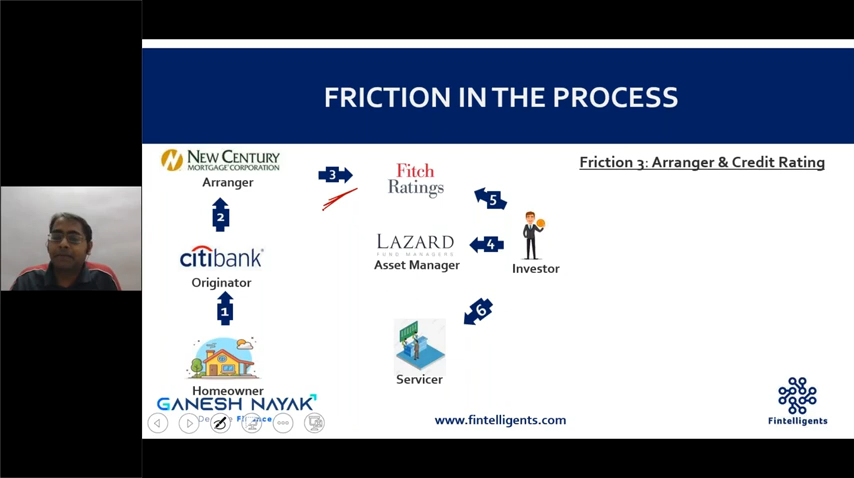 FRICTION IN THE PROCESS
NEW CENTURY
MORTGAGE CORPORATION
Arranger
3
Fitch
Ratings
Friction 3: Arranger & Credit Rating
2
5
citibank
Originator
LAZARD
FUND MANAGERS
Asset Manager
4
Investor
1
6
Homeowner
Servicer
GANESH NAYAK
www.fintelligents.com
Fintelligents